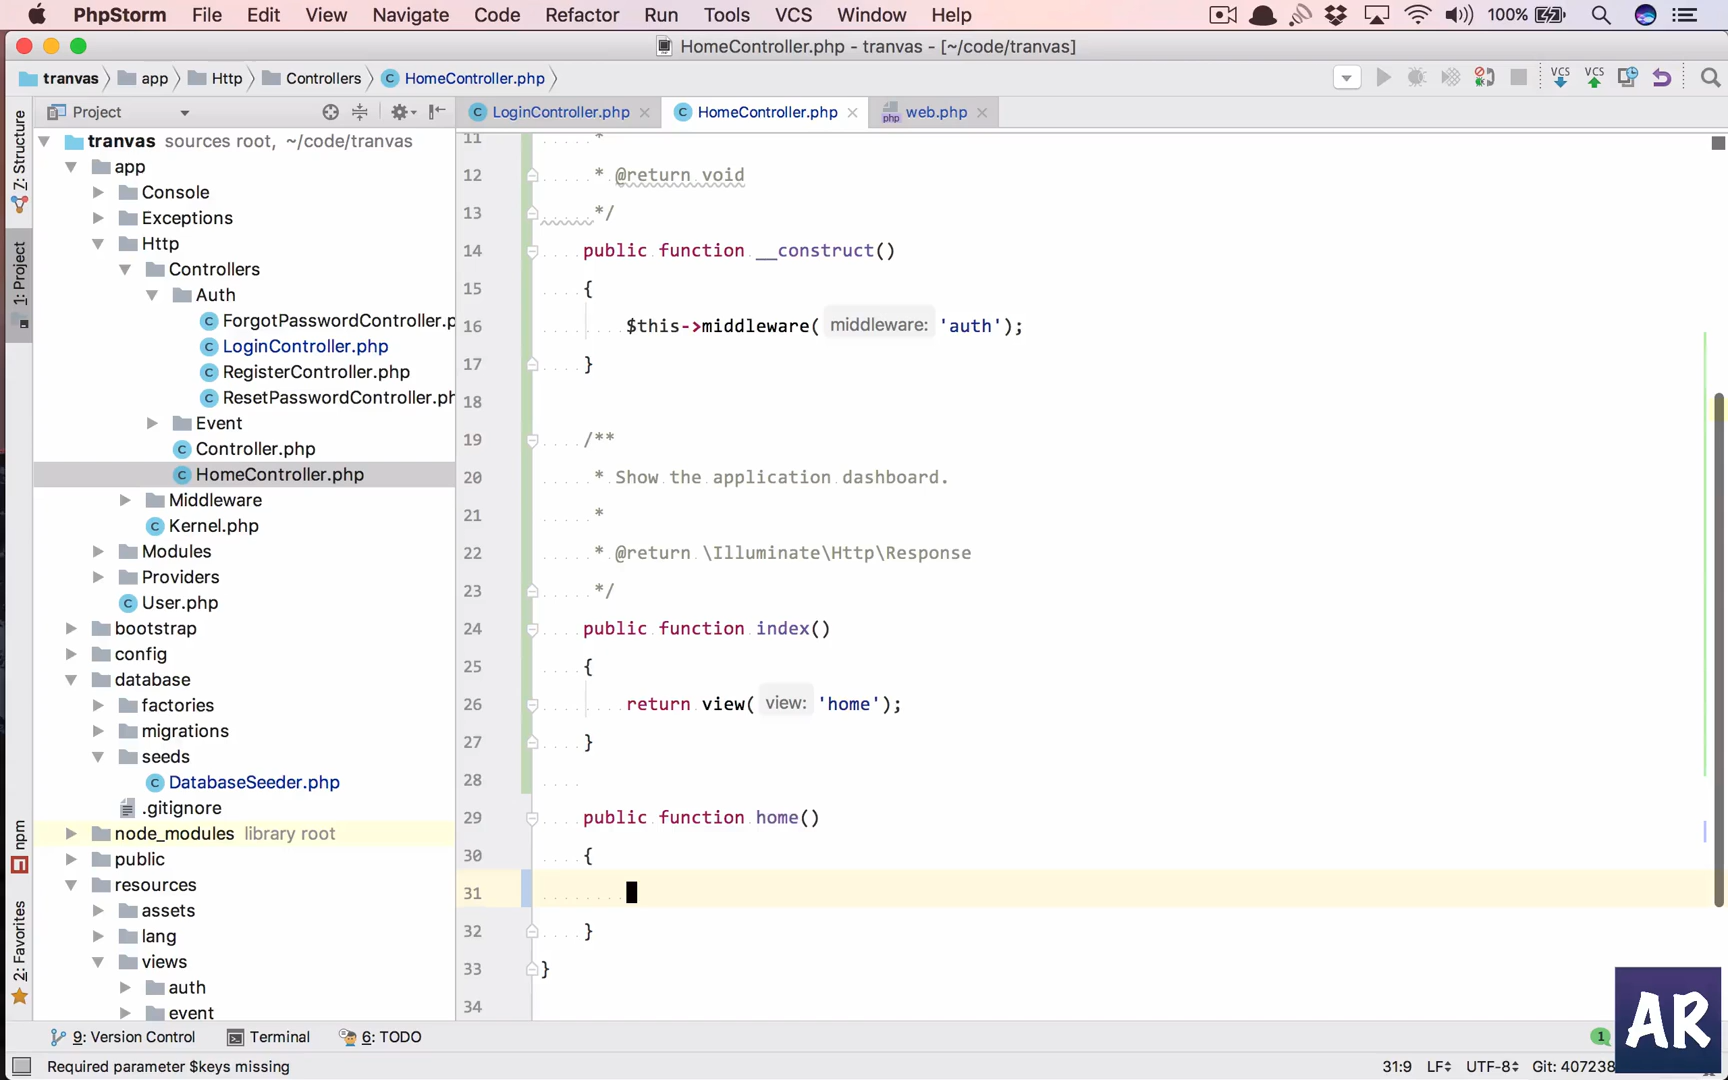 PhpStorm File Edit View Navigate Code Refactor Run Tools VCS Window Help 100%
HomeController.php - tranvas - [~/code/tranvas]
tranvas app Http Controllers HomeController.php VCS VCS
Project LoginController.php HomeController.php php web.php
Z: Structure
1: Project
npm
2: Favorites
tranvas sources root, ~/code/tranvas
app
Console
Exceptions
Http
Controllers
Auth
ForgotPasswordController.p
LoginController.php
RegisterController.php
ResetPasswordController.ph
Event
Controller.php
HomeController.php
Middleware
Kernel.php
Modules
Providers
User.php
bootstrap
config
database
factories
migrations
seeds
DatabaseSeeder.php
.gitignore
node_modules library root
public
resources
assets
lang
views
auth
event
11 *
12 * @return void
13 */
14 public function __construct()
15 {
16 $this->middleware( middleware: 'auth');
17 }
18
19 /**
20 * Show the application dashboard.
21 *
22 * @return \Illuminate\Http\Response
23 */
24 public function index()
25 {
26 return view( view: 'home');
27 }
28
29 public function home()
30 {
31
32 }
33 }
34
9: Version Control Terminal 6: TODO 1
Required parameter $keys missing 31:9 LF UTF-8 Git: 407238
AR